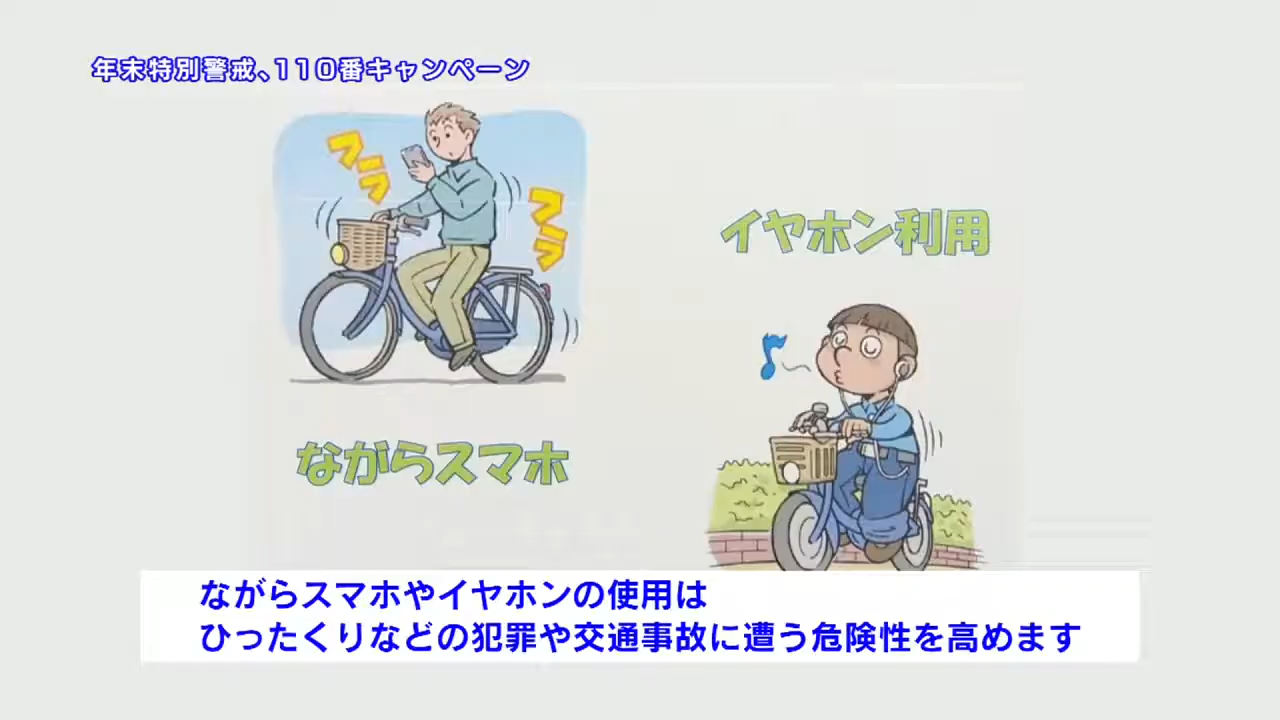 年末特別警戒、110番キャンペーン
フラ
フラ
イヤホン利用
ながらスマホ
ながらスマホやイヤホンの使用は
ひったくりなどの犯罪や交通事故に遭う危険性を高めます